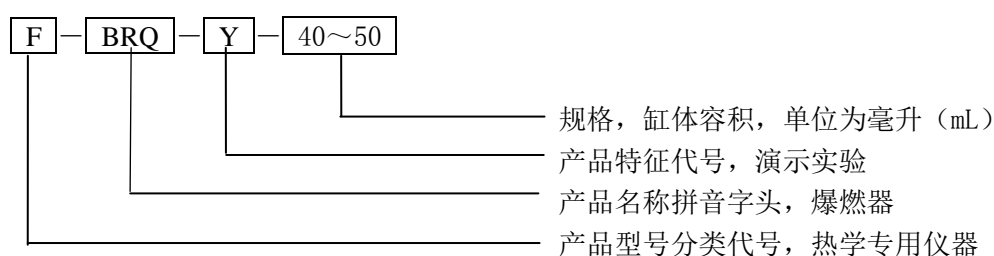 F－BRQ－Y－40～50
规格，缸体容积，单位为毫升（mL）
产品特征代号，演示实验
产品名称拼音字头，爆燃器
产品型号分类代号，热学专用仪器